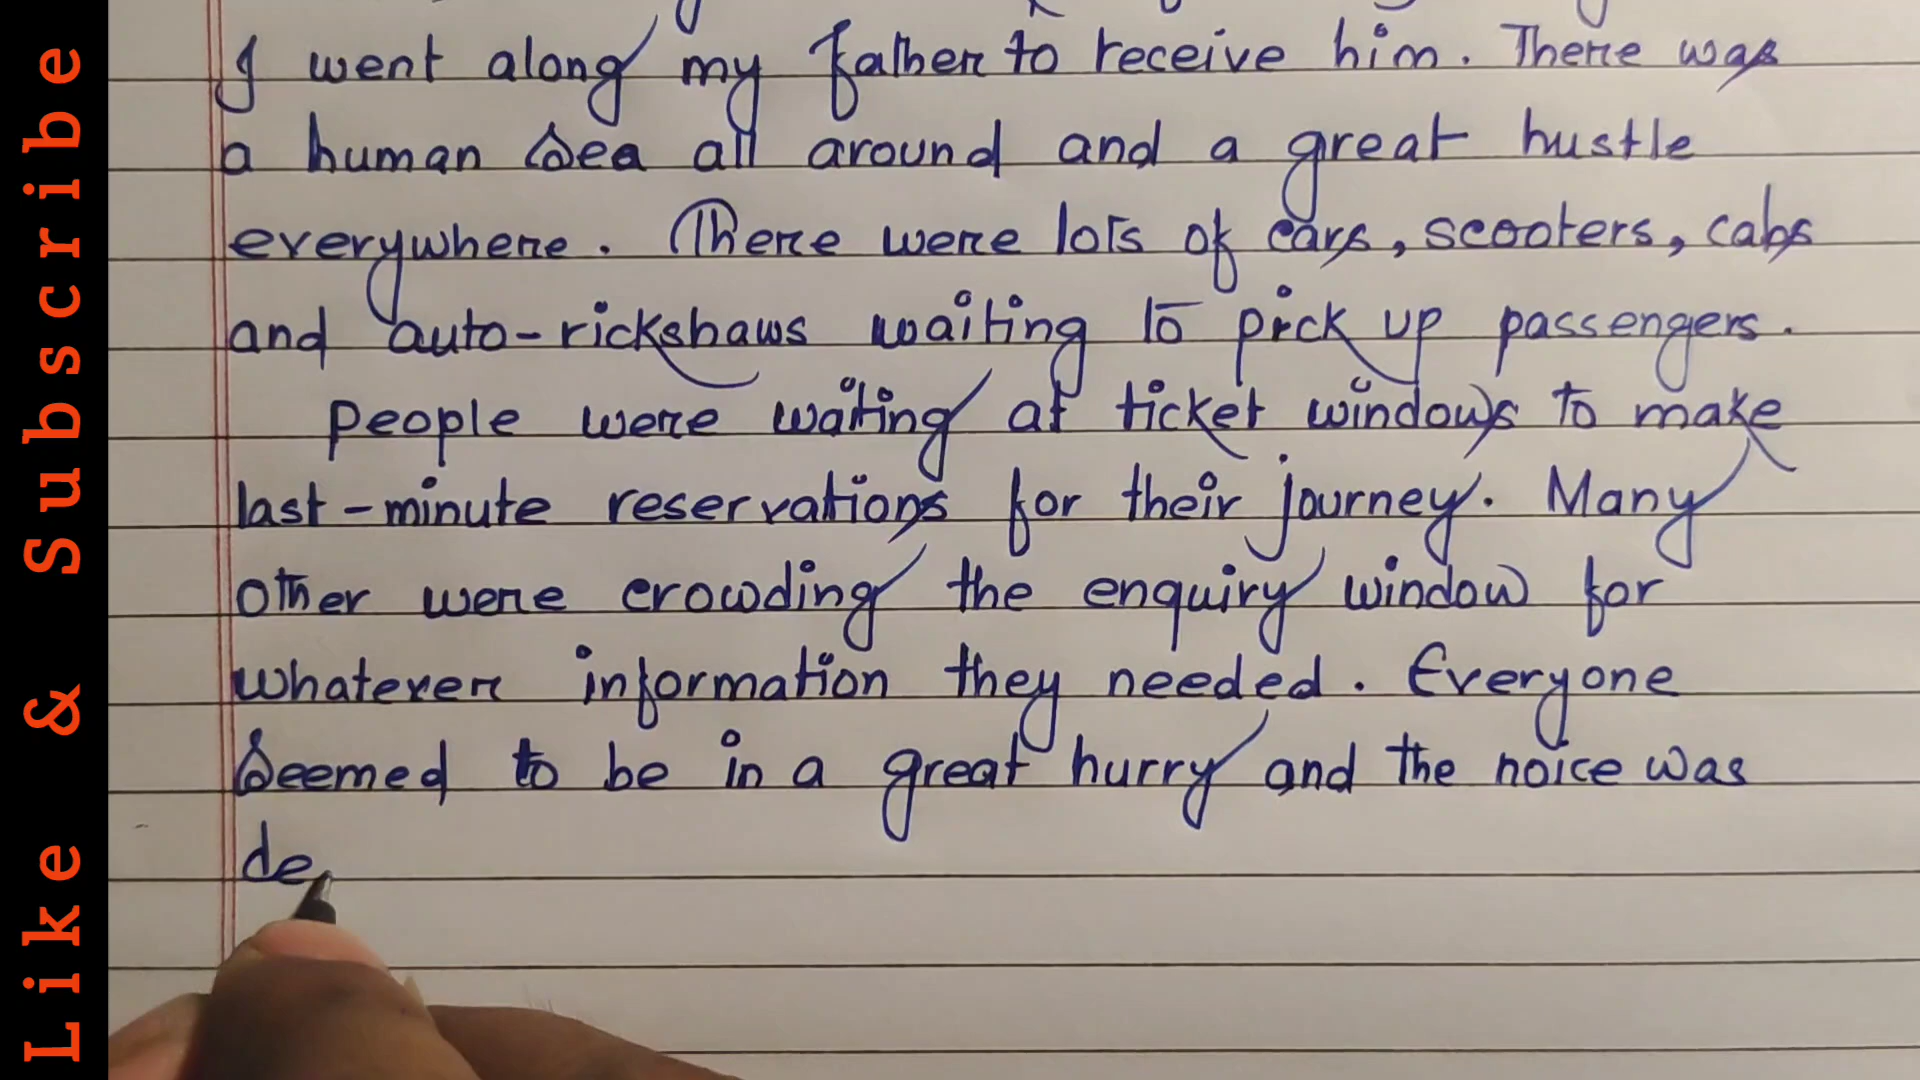 Like & Subscribe
I went along my father to receive him. There was
a human sea all around and a great hustle
everywhere. There were lots of cars, scooters, cabs
and auto-rickshaws waiting to pick up passengers.
People were waiting at ticket windows to make
last-minute reservations for their journey. Many
other were crowding the enquiry window for
whatever information they needed. Everyone
seemed to be in a great hurry and the noice was
de